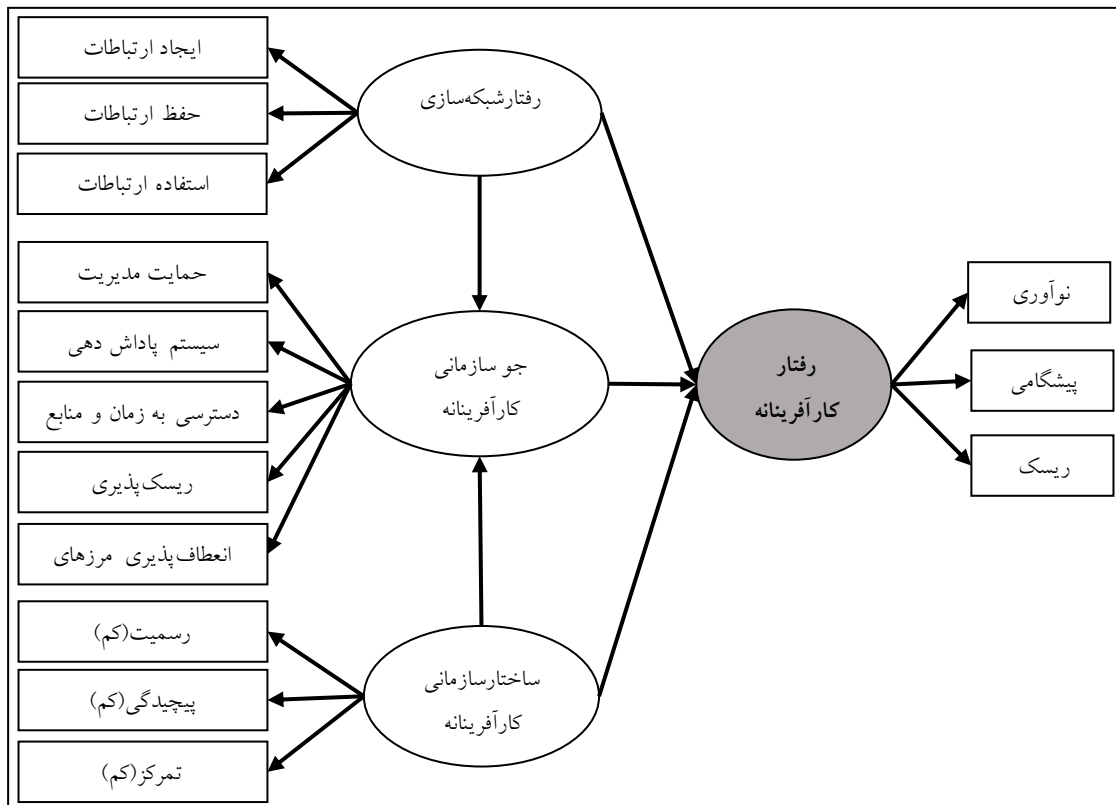 ایجاد ارتباطات
حفظ ارتباطات
استفاده ارتباطات
رفتارشبکه‌سازی
حمایت مدیریت
سیستم پاداش دهی
دسترسی به زمان و منابع
ریسک‌پذیری
انعطاف‌پذیری مرزهای
جو سازمانی
کارآفرینانه
رفتار
کارآفرینانه
نوآوری
پیشگامی
ریسک
رسمیت(کم)
پیچیدگی(کم)
تمرکز(کم)
ساختارسازمانی
کارآفرینانه